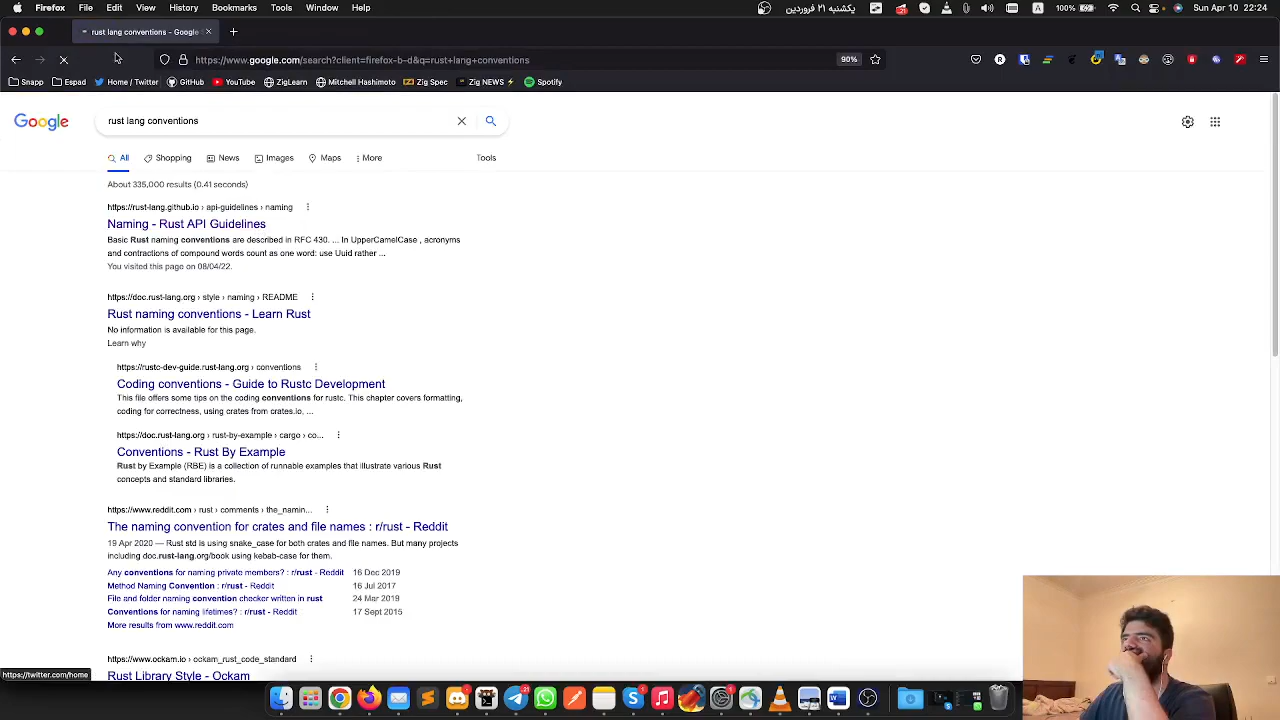 Firefox File Edit View History Bookmarks Tools Window Help
21
A
100%
یکشنبه ۲۱ فروردین
Sun Apr 10 22:24
rust lang conventions - Google
https://www.google.com/search?client=firefox-b-d&q=rust+lang+conventions
90%
Snapp Espad Home / Twitter GitHub YouTube ZigLearn Mitchell Hashimoto Zig Spec Zig NEWS ⚡ Spotify
Google
rust lang conventions
All Shopping News Images Maps More Tools
About 335,000 results (0.41 seconds)
https://rust-lang.github.io › api-guidelines › naming
Naming - Rust API Guidelines
Basic Rust naming conventions are described in RFC 430. ... In UpperCamelCase , acronyms
and contractions of compound words count as one word: use Uuid rather ...
You visited this page on 08/04/22.
https://doc.rust-lang.org › style › naming › README
Rust naming conventions - Learn Rust
No information is available for this page.
Learn why
https://rustc-dev-guide.rust-lang.org › conventions
Coding conventions - Guide to Rustc Development
This file offers some tips on the coding conventions for rustc. This chapter covers formatting,
coding for correctness, using crates from crates.io, ...
https://doc.rust-lang.org › rust-by-example › cargo › co...
Conventions - Rust By Example
Rust by Example (RBE) is a collection of runnable examples that illustrate various Rust
concepts and standard libraries.
https://www.reddit.com › rust › comments › the_namin...
The naming convention for crates and file names : r/rust - Reddit
19 Apr 2020 — Rust std is using snake_case for both crates and file names. But many projects
including doc.rust-lang.org/book using kebab-case for them.
Any conventions for naming private members? : r/rust - Reddit 16 Dec 2019
Method Naming Convention : r/rust - Reddit 16 Jul 2017
File and folder naming convention checker written in rust 24 Mar 2019
Conventions for naming lifetimes? : r/rust - Reddit 17 Sept 2015
More results from www.reddit.com
https://www.ockam.io › ockam_rust_code_standard
Rust Library Style - Ockam
https://twitter.com/home